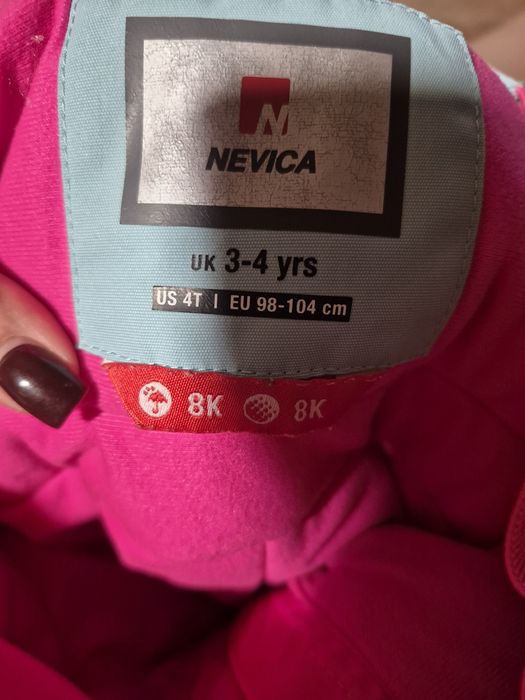 N
NEVICA
UK 3-4 yrs
US 4T | EU 98-104 cm
8K 8K